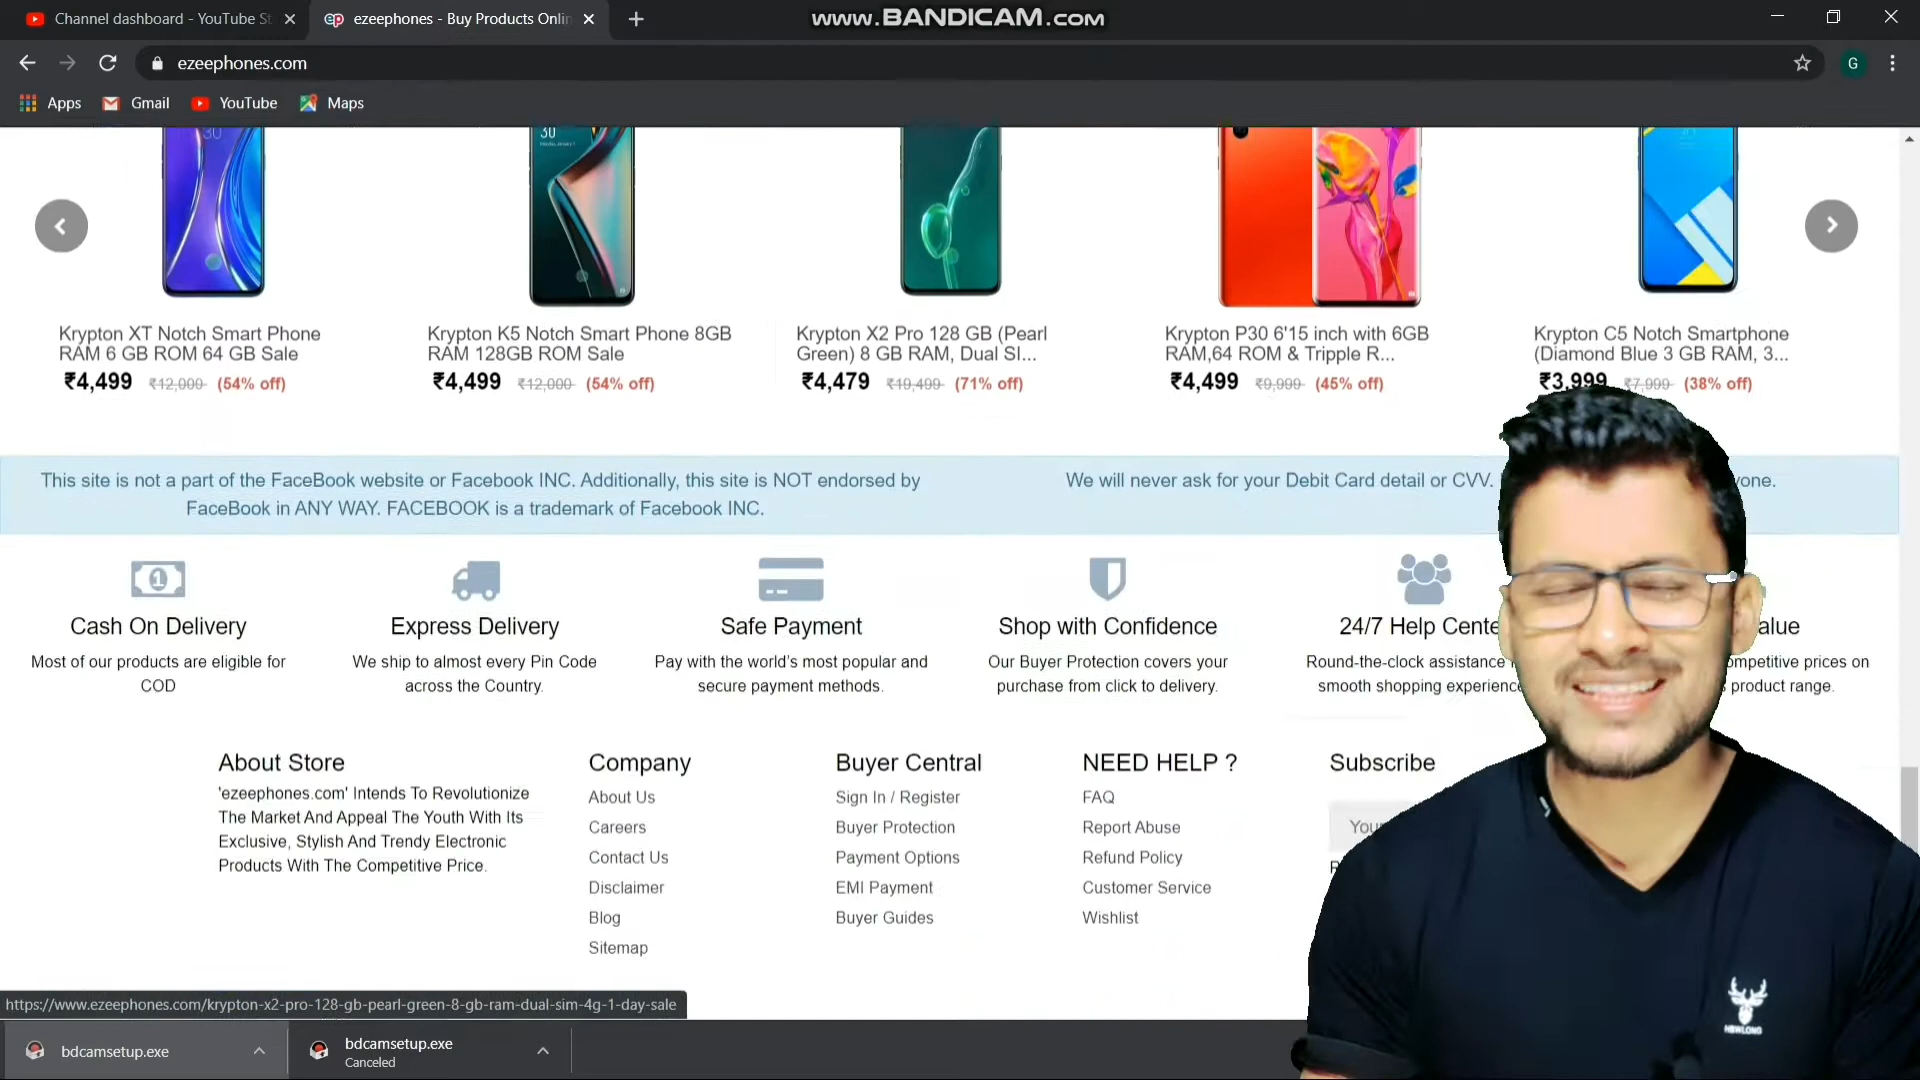 Channel dashboard - YouTube St
ezeephones - Buy Products Onlin
www.BANDICAM.com
ezeephones.com
G
Apps
Gmail
YouTube
Maps
30
30
Krypton XT Notch Smart Phone
RAM 6 GB ROM 64 GB Sale
₹4,499 ₹12,000 (54% off)
Krypton K5 Notch Smart Phone 8GB
RAM 128GB ROM Sale
₹4,499 ₹12,000 (54% off)
Krypton X2 Pro 128 GB (Pearl
Green) 8 GB RAM, Dual SI...
₹4,479 ₹19,499 (71% off)
Krypton P30 6'15 inch with 6GB
RAM,64 ROM & Tripple R...
₹4,499 ₹9,999 (45% off)
Krypton C5 Notch Smartphone
(Diamond Blue 3 GB RAM, 3...
₹3,999 ₹7,999 (38% off)
This site is not a part of the FaceBook website or Facebook INC. Additionally, this site is NOT endorsed by
FaceBook in ANY WAY. FACEBOOK is a trademark of Facebook INC.
We will never ask for your Debit Card detail or CVV.
Cash On Delivery
Most of our products are eligible for
COD
Express Delivery
We ship to almost every Pin Code
across the Country.
Safe Payment
Pay with the world's most popular and
secure payment methods.
Shop with Confidence
Our Buyer Protection covers your
purchase from click to delivery.
24/7 Help Cente
Round-the-clock assistance
smooth shopping experience
alue
ompetitive prices on
product range.
About Store
'ezeephones.com' Intends To Revolutionize
The Market And Appeal The Youth With Its
Exclusive, Stylish And Trendy Electronic
Products With The Competitive Price.
Company
About Us
Careers
Contact Us
Disclaimer
Blog
Sitemap
Buyer Central
Sign In / Register
Buyer Protection
Payment Options
EMI Payment
Buyer Guides
NEED HELP ?
FAQ
Report Abuse
Refund Policy
Customer Service
Wishlist
Subscribe
You
https://www.ezeephones.com/krypton-x2-pro-128-gb-pearl-green-8-gb-ram-dual-sim-4g-1-day-sale
bdcamsetup.exe
bdcamsetup.exe
Canceled